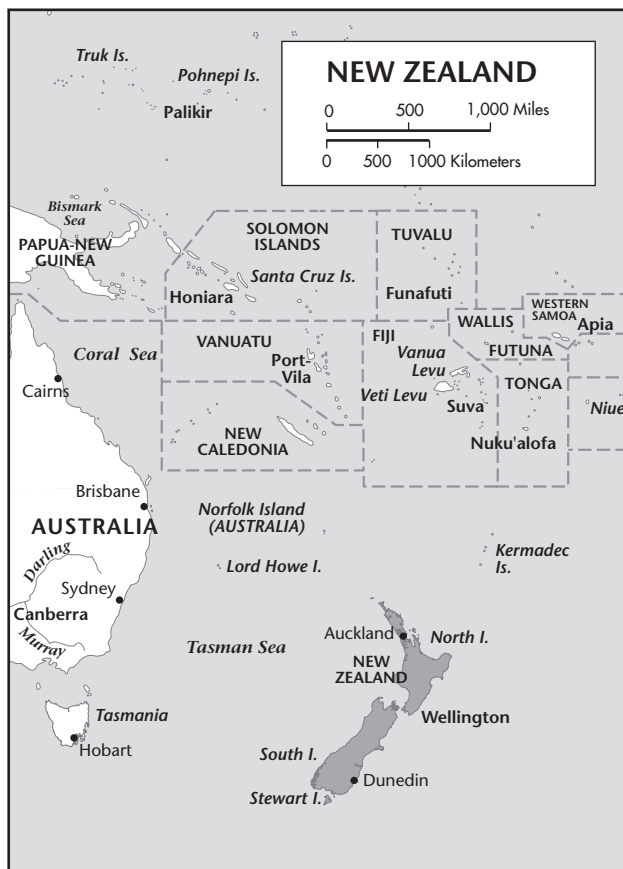 Truk Is.
Pohnepi Is.
Palikir
NEW ZEALAND
0 500 1,000 Miles
0 500 1000 Kilometers
Bismark
Sea
PAPUA-NEW
GUINEA
SOLOMON
ISLANDS
Santa Cruz Is.
Honiara
TUVALU
Funafuti
WESTERN
SAMOA
Apia
WALLIS
FUTUNA
Coral Sea
VANUATU
Port-
Vila
FIJI
Vanua
Levu
Veti Levu
Suva
TONGA
Nuku'alofa
Niue
Cairns
NEW
CALEDONIA
Brisbane
AUSTRALIA
Norfolk Island
(AUSTRALIA)
Lord Howe I.
Kermadec
Is.
Darling
Sydney
Canberra
Murray
Tasman Sea
Auckland
North I.
NEW
ZEALAND
Wellington
Tasmania
Hobart
South I.
Dunedin
Stewart I.